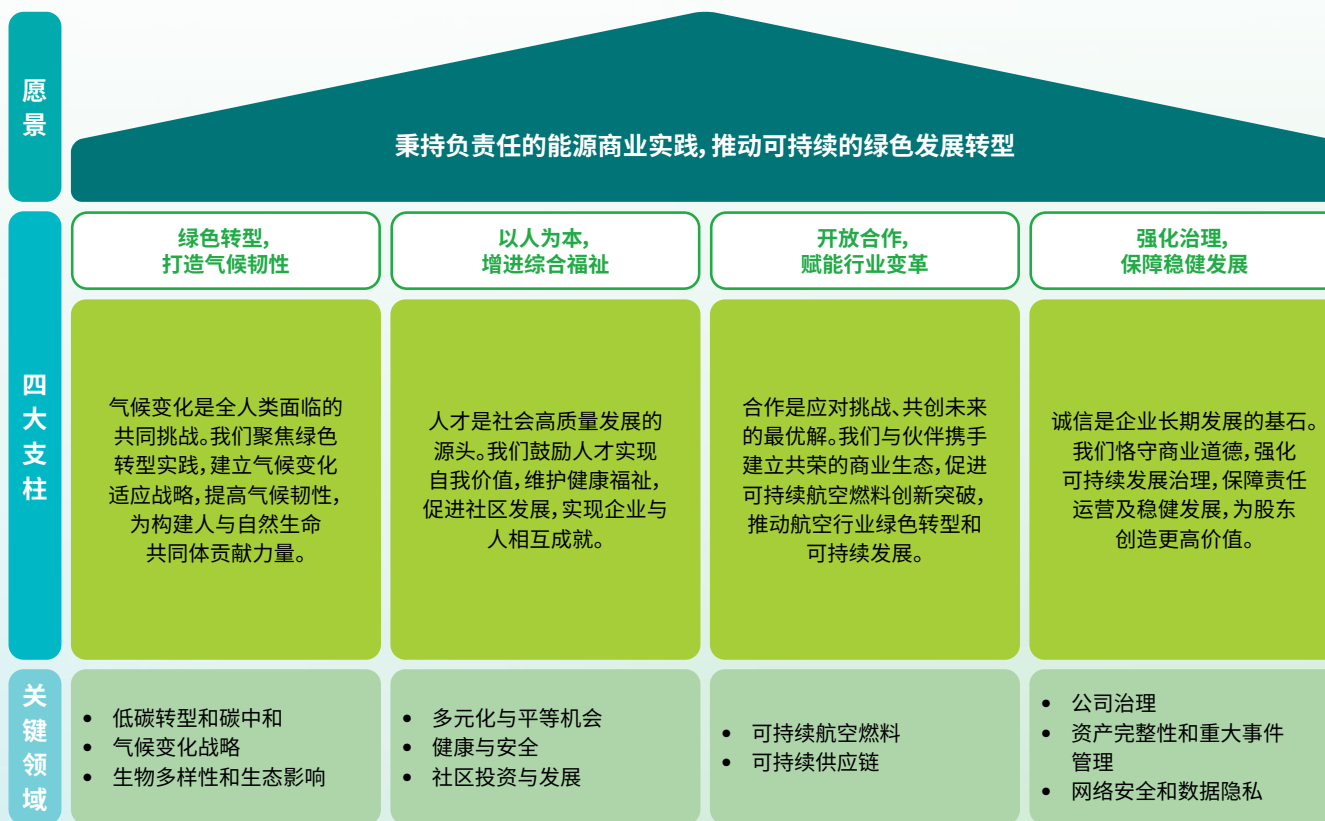 愿景
秉持负责任的能源商业实践，推动可持续的绿色发展转型
四大支柱
绿色转型，
打造气候韧性
气候变化是全人类面临的
共同挑战。我们聚焦绿色
转型实践，建立气候变化
适应战略，提高气候韧性，
为构建人与自然生命
共同体贡献力量。
以人为本，
增进综合福祉
人才是社会高质量发展的
源头。我们鼓励人才实现
自我价值，维护健康福祉，
促进社区发展，实现企业与
人相互成就。
开放合作，
赋能行业变革
合作是应对挑战、共创未来
的最优解。我们与伙伴携手
建立共荣的商业生态，促进
可持续航空燃料创新突破，
推动航空行业绿色转型和
可持续发展。
强化治理，
保障稳健发展
诚信是企业长期发展的基石。
我们恪守商业道德，强化
可持续发展治理，保障责任
运营及稳健发展，为股东
创造更高价值。
关键领域
• 低碳转型和碳中和
• 气候变化战略
• 生物多样性和生态影响
• 多元化与平等机会
• 健康与安全
• 社区投资与发展
• 可持续航空燃料
• 可持续供应链
• 公司治理
• 资产完整性和重大事件
管理
• 网络安全和数据隐私